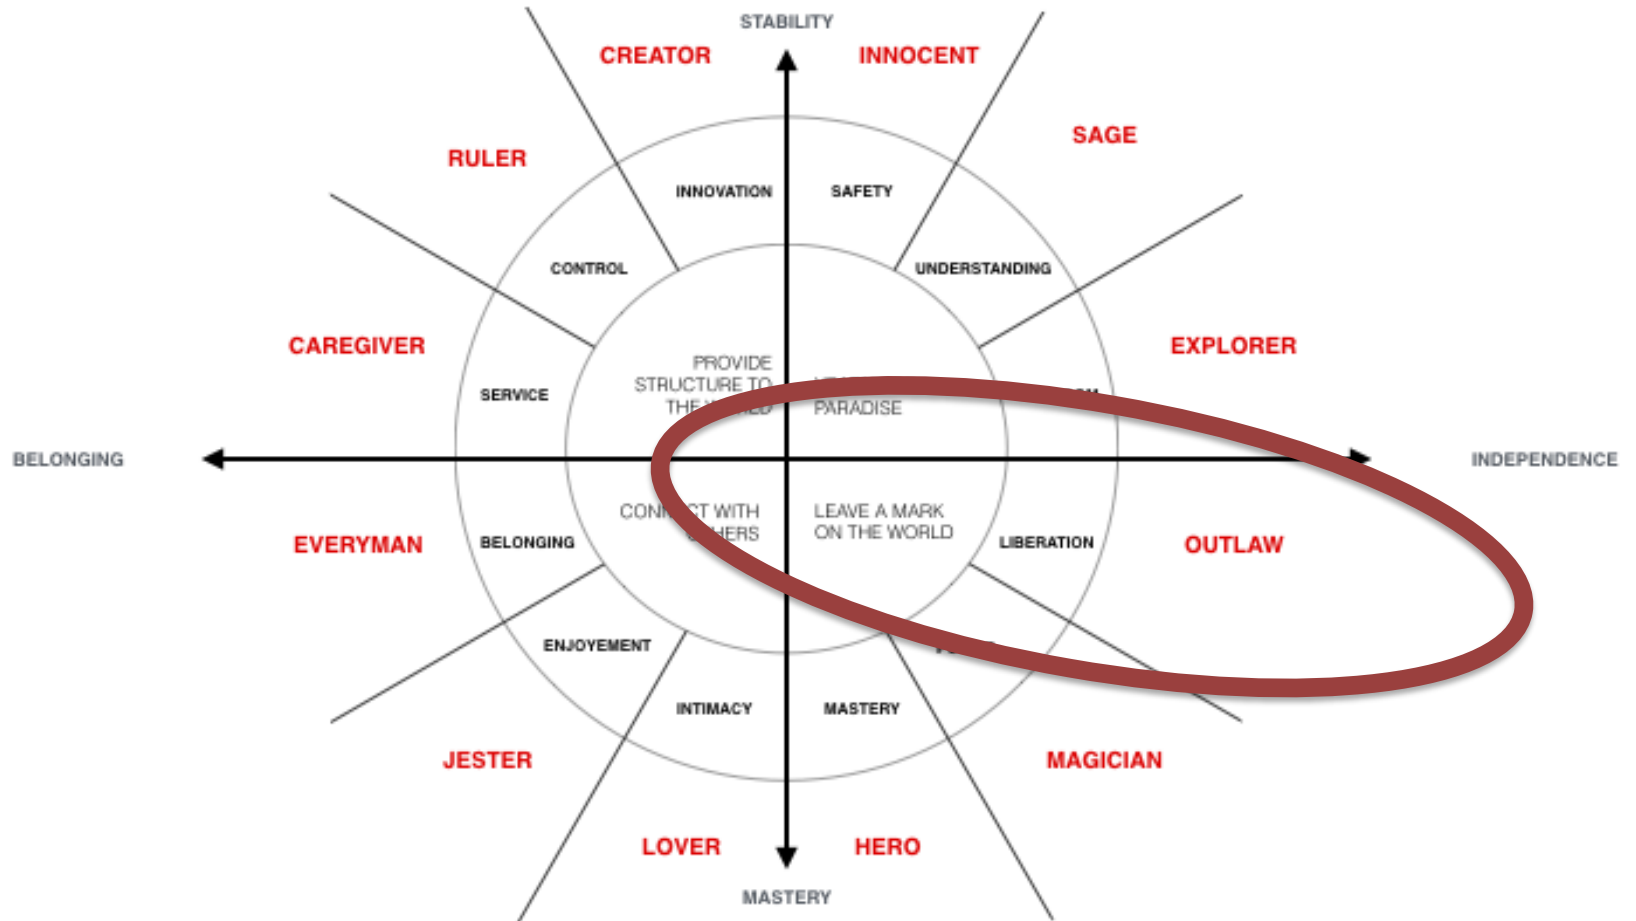 STABILITY
CREATOR
INNOCENT
SAGE
RULER
INNOVATION
SAFETY
CONTROL
UNDERSTANDING
CAREGIVER
EXPLORER
PROVIDE
STRUCTURE TO
THE WORLD
PARADISE
SERVICE
BELONGING
INDEPENDENCE
CONNECT WITH
OTHERS
LEAVE A MARK
ON THE WORLD
EVERYMAN
BELONGING
LIBERATION
OUTLAW
ENJOYEMENT
INTIMACY
MASTERY
JESTER
MAGICIAN
LOVER
HERO
MASTERY